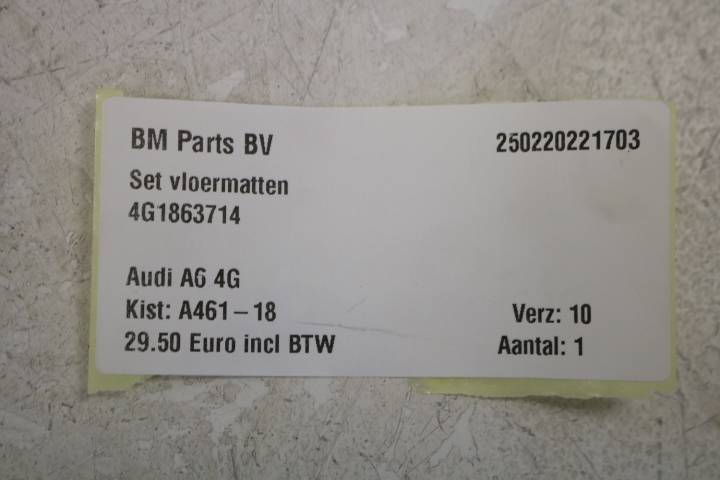 BM Parts BV 250220221703
Set vloermatten
4G1863714
Audi A6 4G
Kist: A461-18 Verz: 10
29.50 Euro incl BTW Aantal: 1